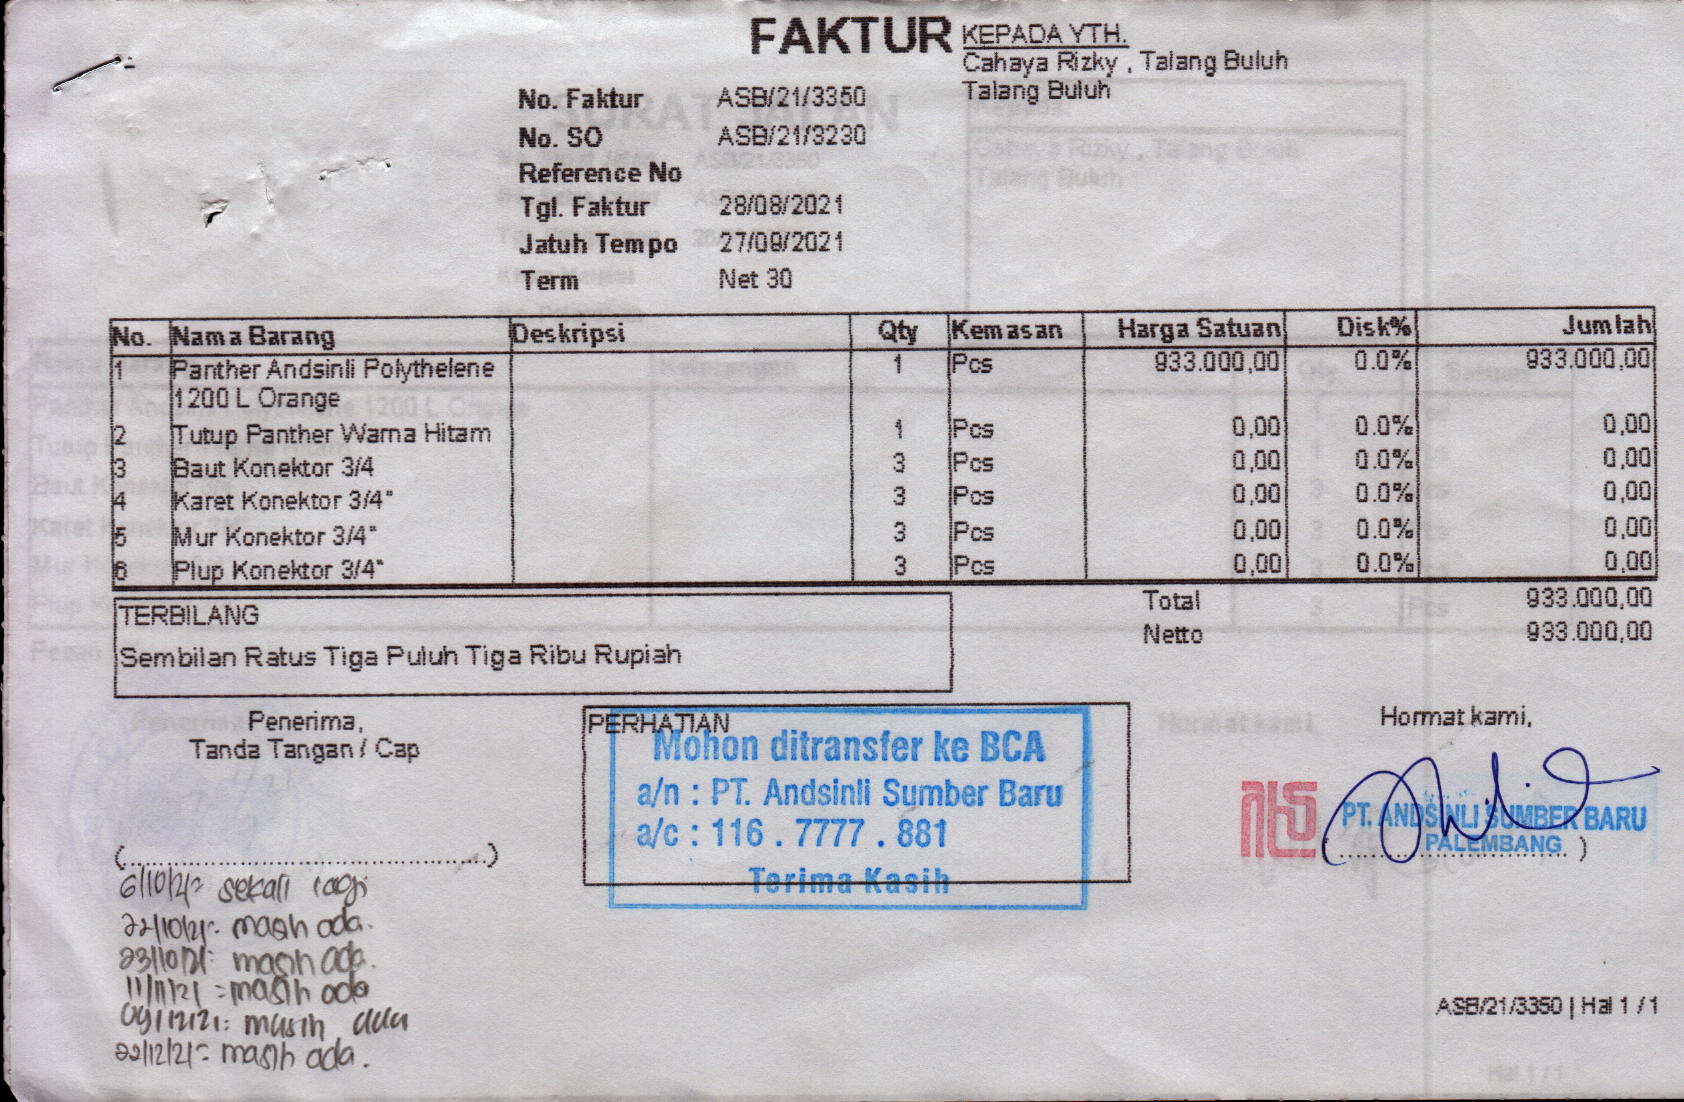 FAKTUR
KEPADA YTH.
Cahaya Rizky , Talang Buluh
Talang Buluh
No. Faktur ASB/21/3350
No. SO ASB/21/3230
Reference No
Tgl. Faktur 28/08/2021
Jatuh Tempo 27/09/2021
Term Net 30
No. Nama Barang Deskripsi Qty Kemasan Harga Satuan Disk% Jumlah
1 Panther Andsinli Polythelene 1 Pcs 933.000,00 0.0% 933.000,00
1200 L Orange
2 Tutup Panther Warna Hitam 1 Pcs 0,00 0.0% 0,00
3 Baut Konektor 3/4 3 Pcs 0,00 0.0% 0,00
4 Karet Konektor 3/4" 3 Pcs 0,00 0.0% 0,00
5 Mur Konektor 3/4" 3 Pcs 0,00 0.0% 0,00
6 Plup Konektor 3/4" 3 Pcs 0,00 0.0% 0,00
Total 933.000,00
Netto 933.000,00
TERBILANG
Sembilan Ratus Tiga Puluh Tiga Ribu Rupiah
Penerima,
Tanda Tangan / Cap
(....................................................)
PERHATIAN
Mohon ditransfer ke BCA
a/n : PT. Andsinli Sumber Baru
a/c : 116 . 7777 . 881
Terima Kasih
Hormat kami,
PT. ANDSINLI SUMBER BARU
PALEMBANG
6/10/21= sekali lagi
22/10/21- masih ada.
23/10/21: masih ada.
11/11/21 = masih ada
09/12/21: masih ada
22/12/21= masih ada.
ASB/21/3350 | Hal 1 / 1